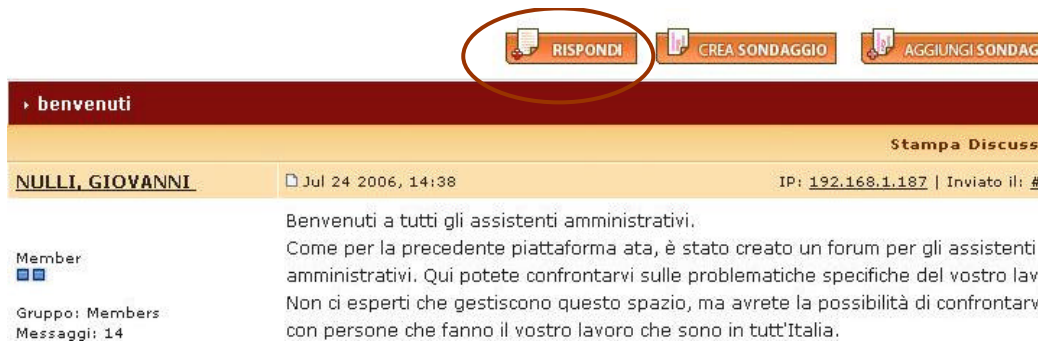 RISPONDI CREA SONDAGGIO AGGIUNGI SONDAG
benvenuti
Stampa Discuss
NULLI, GIOVANNI Jul 24 2006, 14:38 IP: 192.168.1.187 | Inviato il: #
Benvenuti a tutti gli assistenti amministrativi.
Member Come per la precedente piattaforma ata, è stato creato un forum per gli assistenti
amministrativi. Qui potete confrontarvi sulle problematiche specifiche del vostro lav
Gruppo: Members Non ci esperti che gestiscono questo spazio, ma avrete la possibilità di confrontarv
Messaggi: 14 con persone che fanno il vostro lavoro che sono in tutt'Italia.